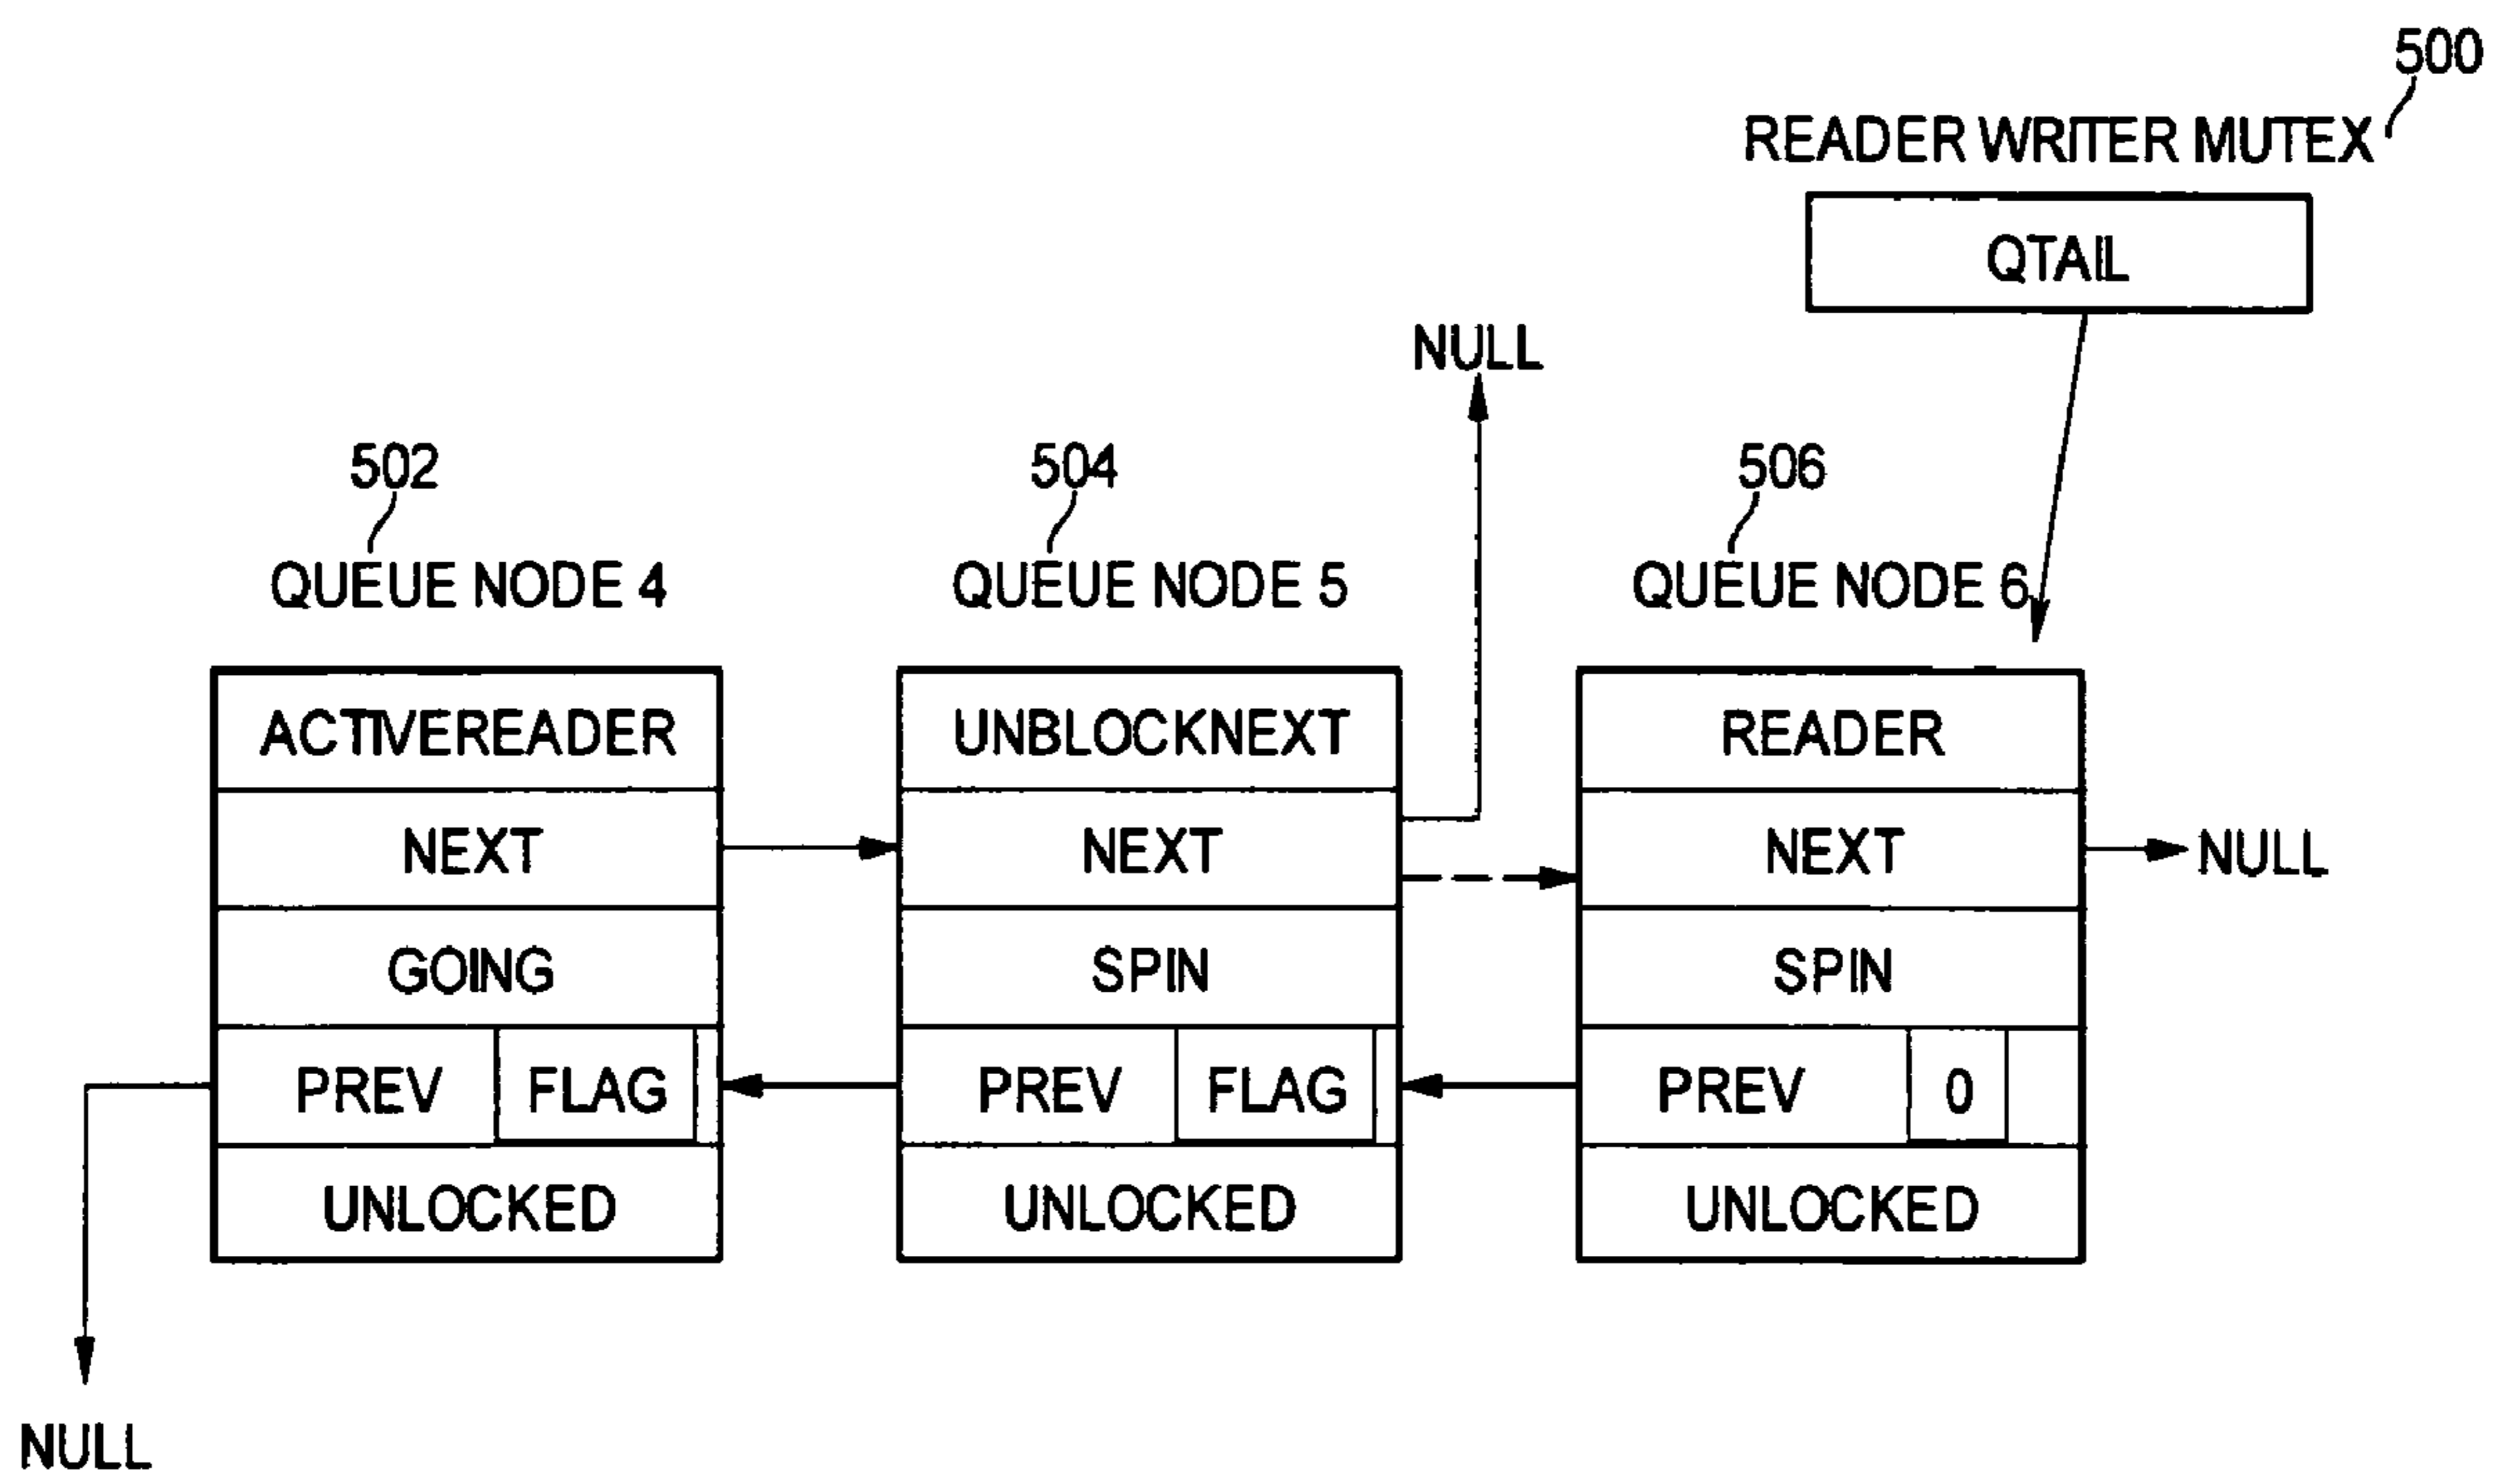 500
READER WRITER MUTEX
QTAIL
NULL
502
504
506
QUEUE NODE 4
QUEUE NODE 5
QUEUE NODE 6
ACTIVEREADER
UNBLOCKNEXT
READER
NEXT
NEXT
NEXT
NULL
GOING
SPIN
SPIN
PREV FLAG
PREV FLAG
PREV 0
UNLOCKED
UNLOCKED
UNLOCKED
NULL